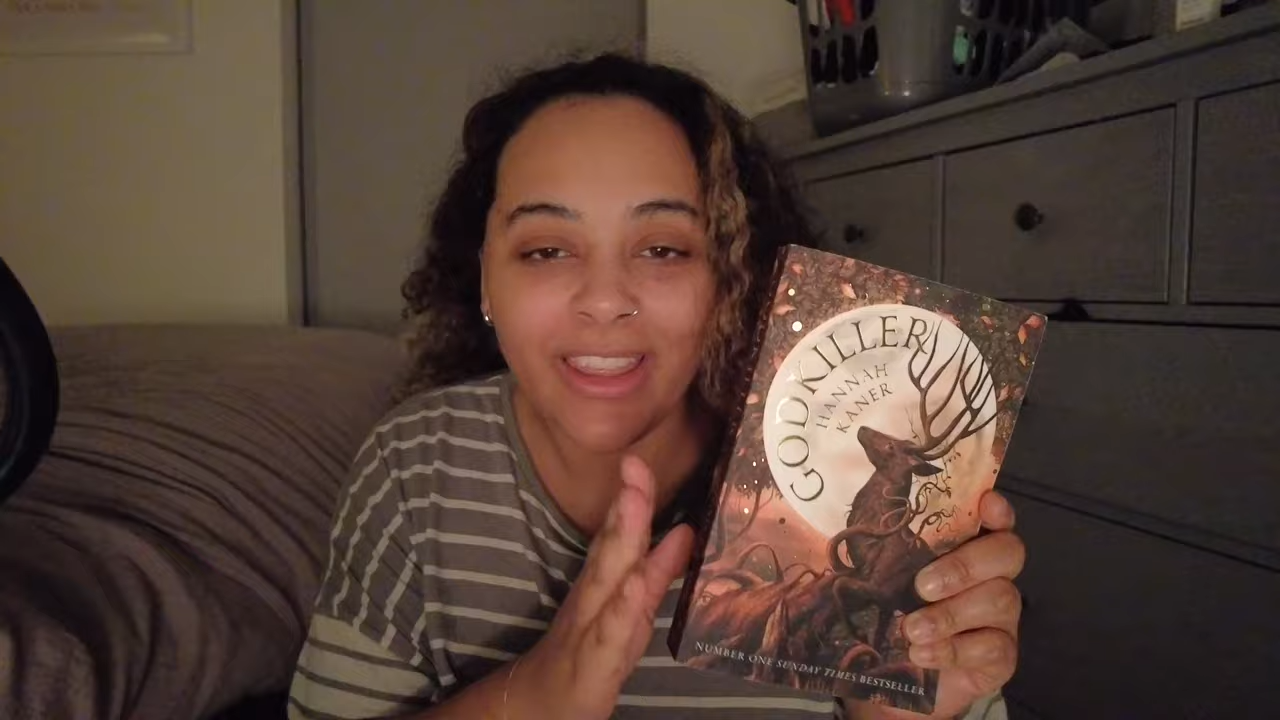 GODKILLER
HANNAH
KANER
NUMBER ONE SUNDAY TIMES BESTSELLER